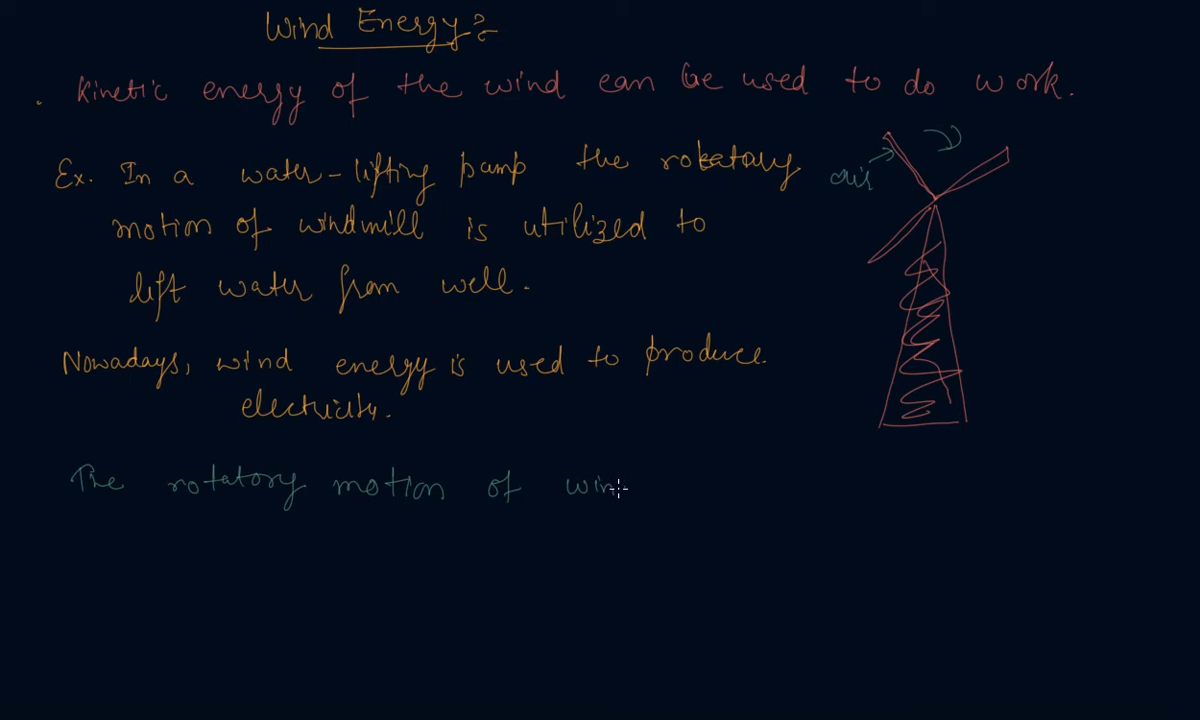 Wind Energy:-
. Kinetic energy of the wind can be used to do work.
Ex. In a water-lifting pump the rotatory
air
motion of windmill is utilized to
lift water from well.
Nowadays, wind energy is used to produce
electricity.
The rotatory motion of win